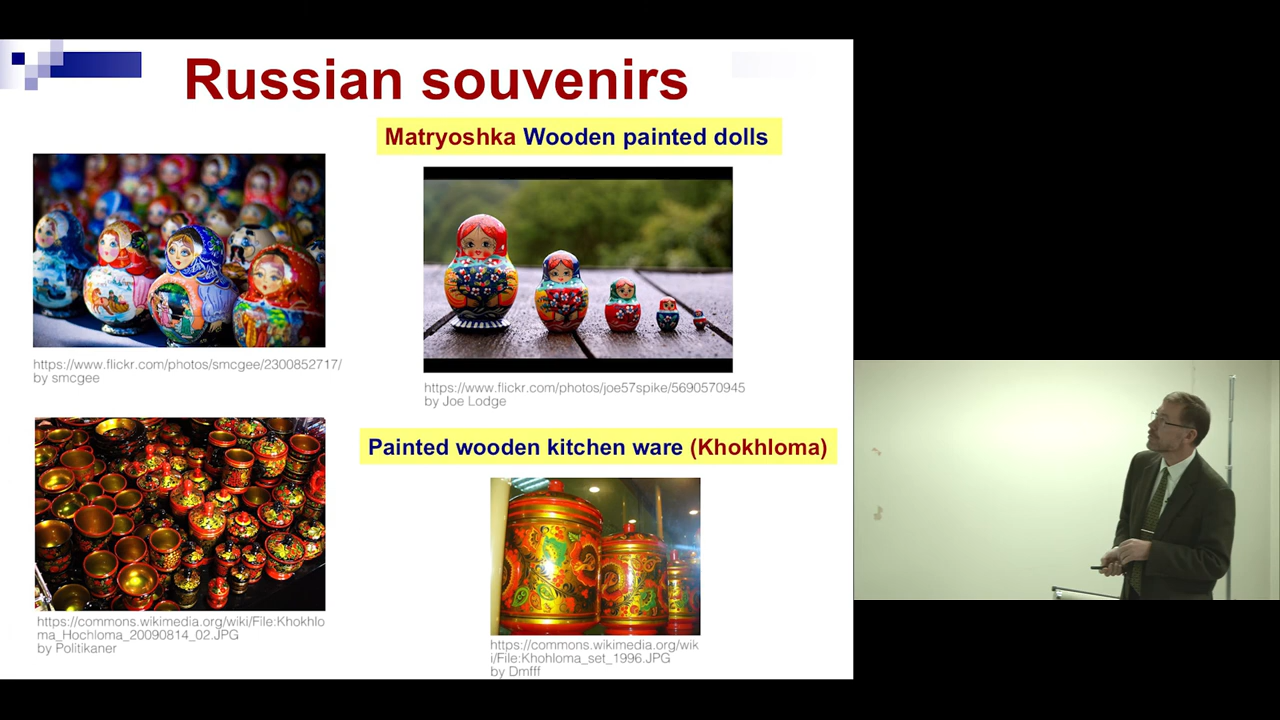 Russian souvenirs
Matryoshka Wooden painted dolls
https://www.flickr.com/photos/smcgee/2300852717/
by smcgee
https://www.flickr.com/photos/joe57spike/5690570945
by Joe Lodge
Painted wooden kitchen ware (Khokhloma)
https://commons.wikimedia.org/wiki/File:Khokhlo
ma_Hochloma_20090814_02.JPG
by Politikaner
https://commons.wikimedia.org/wik
i/File:Khohloma_set_1996.JPG
by Dmfff